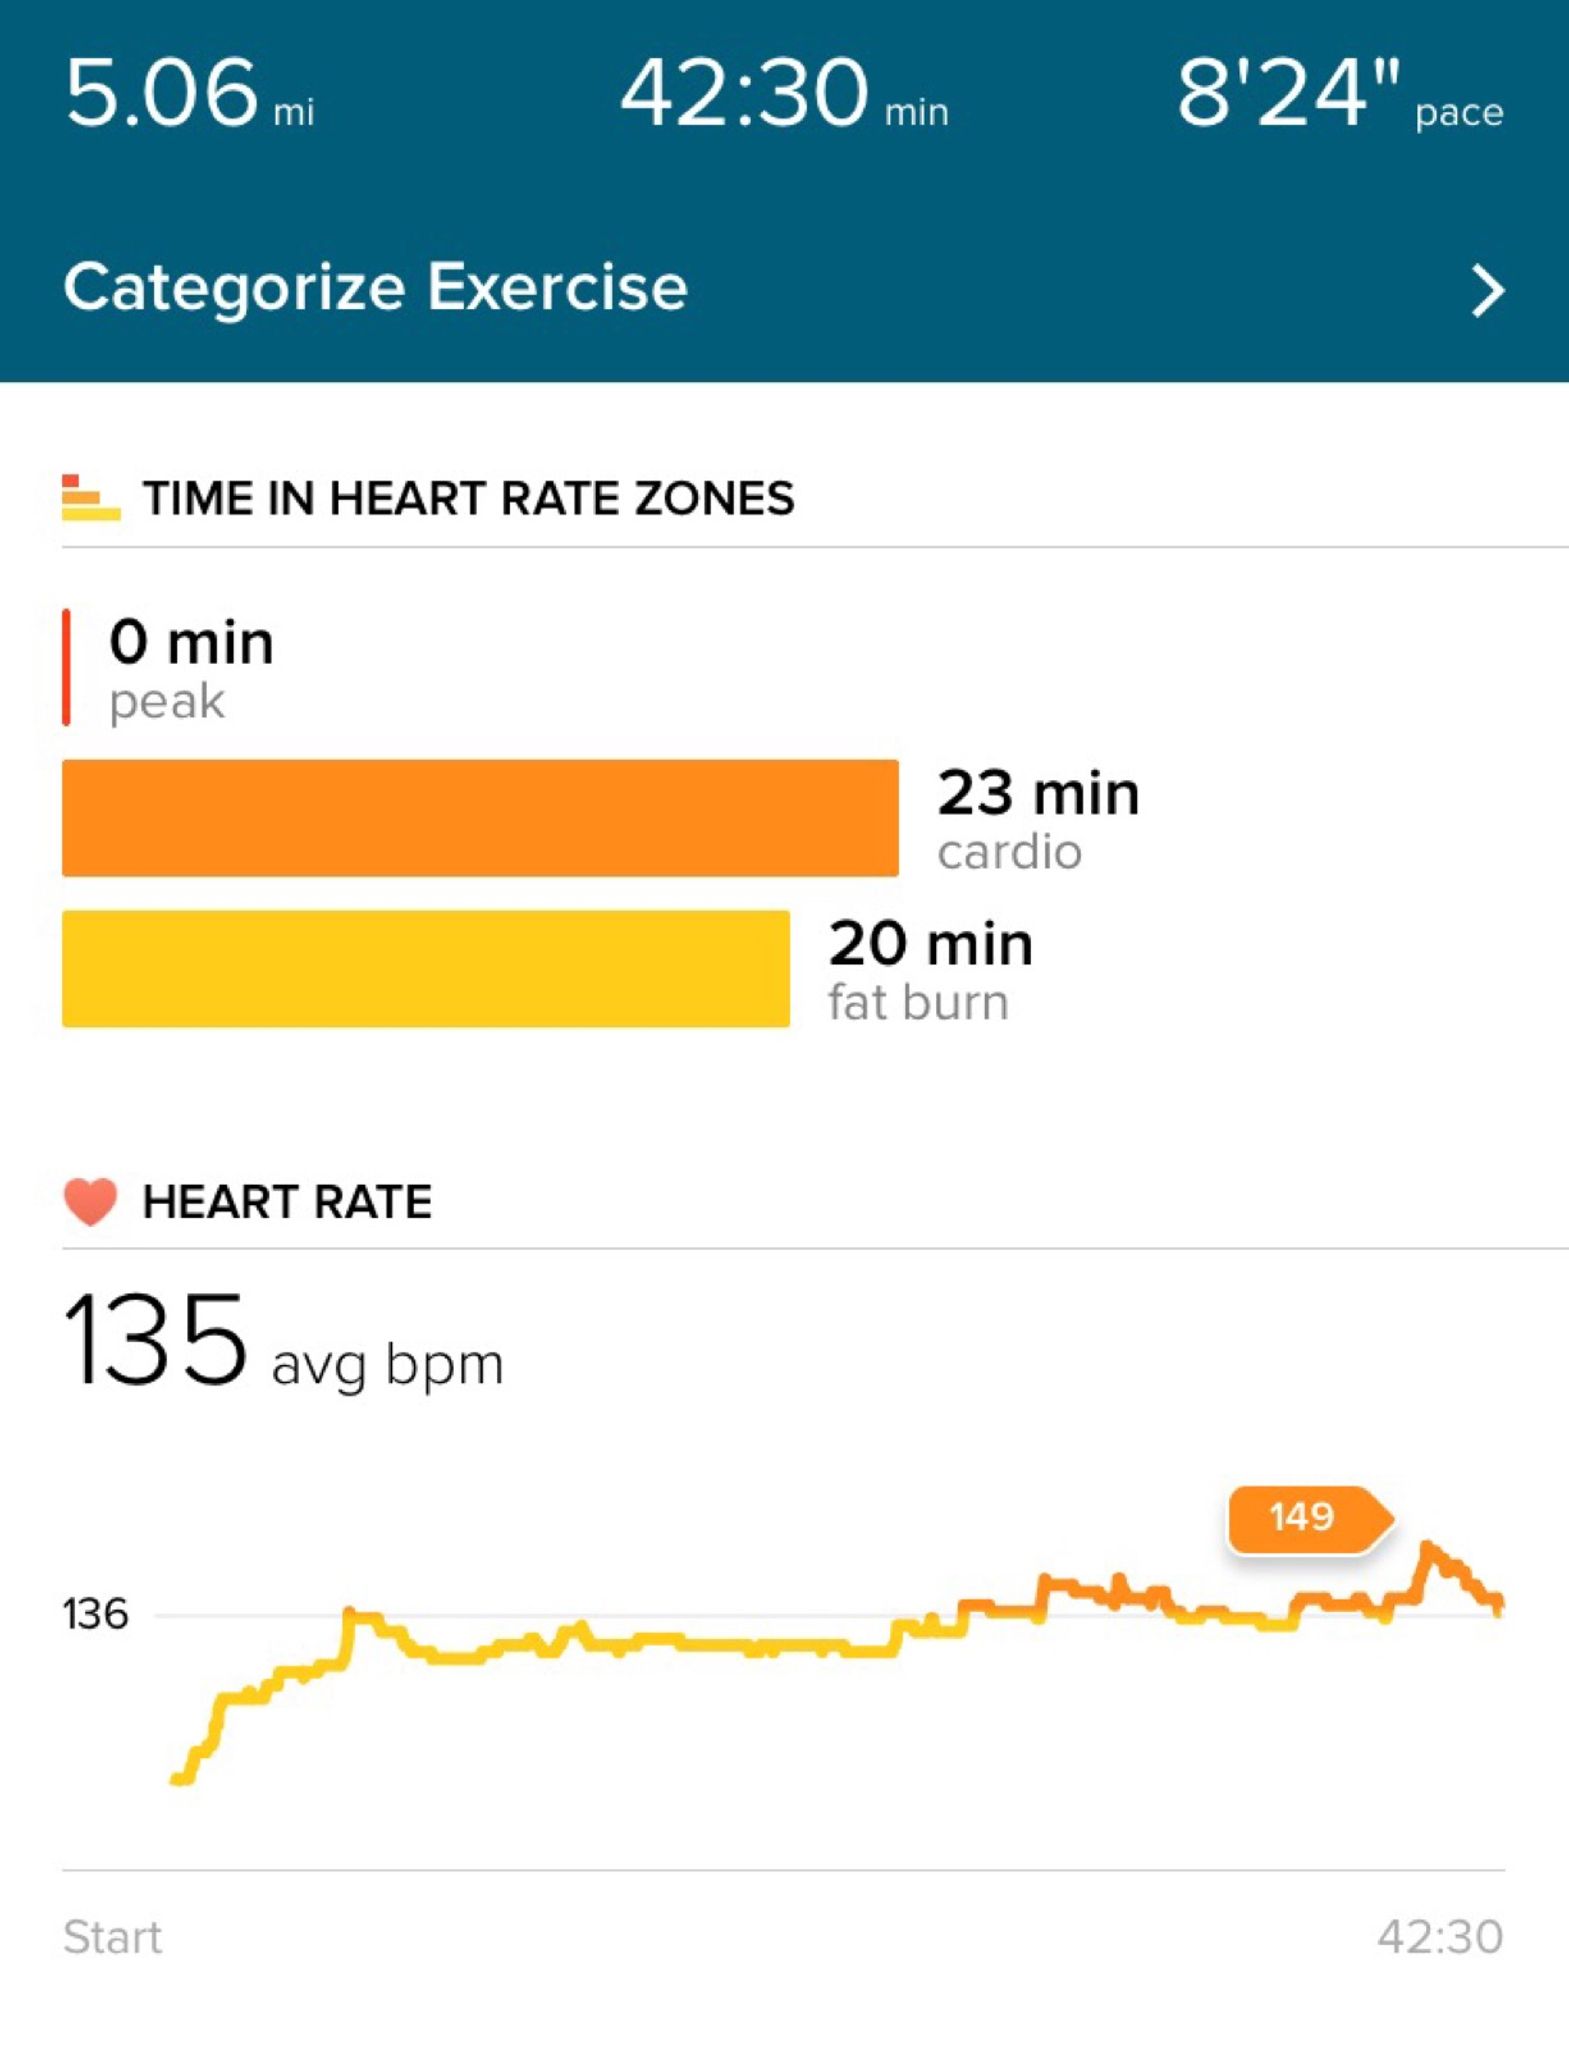 5.06 mi 42:30 min 8'24" pace
Categorize Exercise
TIME IN HEART RATE ZONES
0 min
peak
23 min
cardio
20 min
fat burn
HEART RATE
135 avg bpm
149
136
Start 42:30